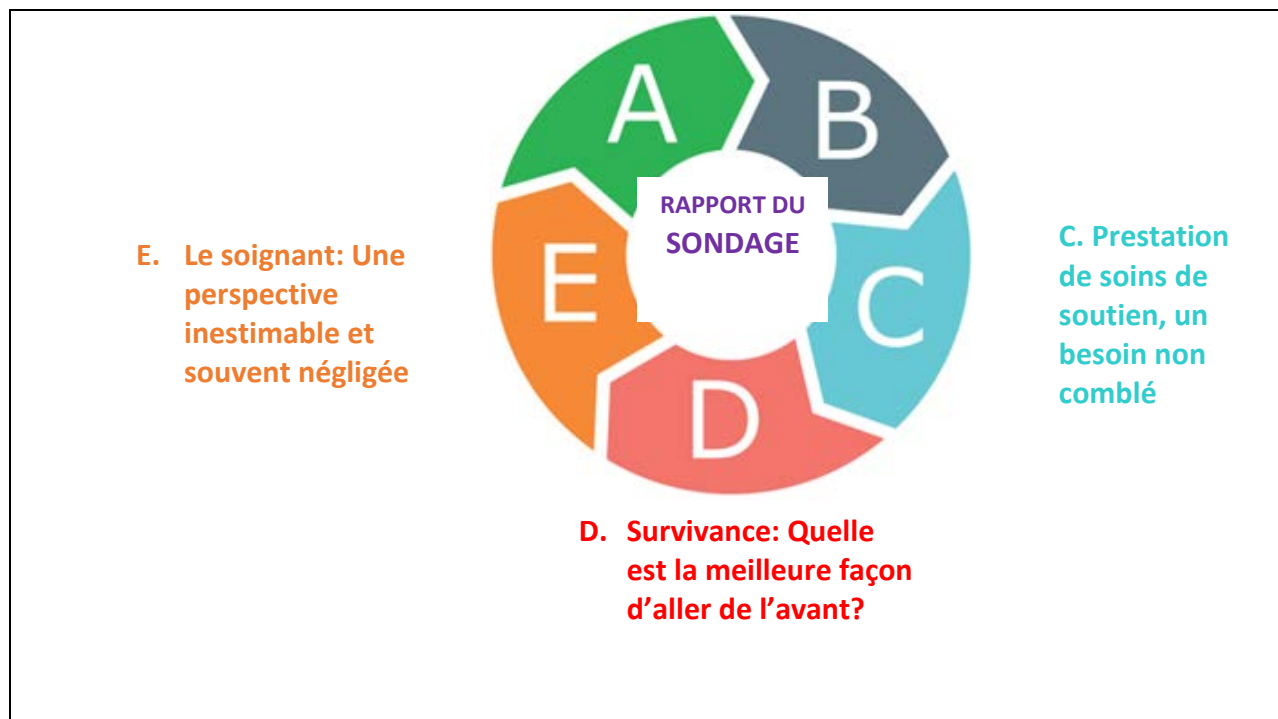 A
B
RAPPORT DU
SONDAGE
E
C
D
E. Le soignant: Une
perspective
inestimable et
souvent négligée
C. Prestation
de soins de
soutien, un
besoin non
comblé
D. Survivance: Quelle
est la meilleure façon
d’aller de l’avant?